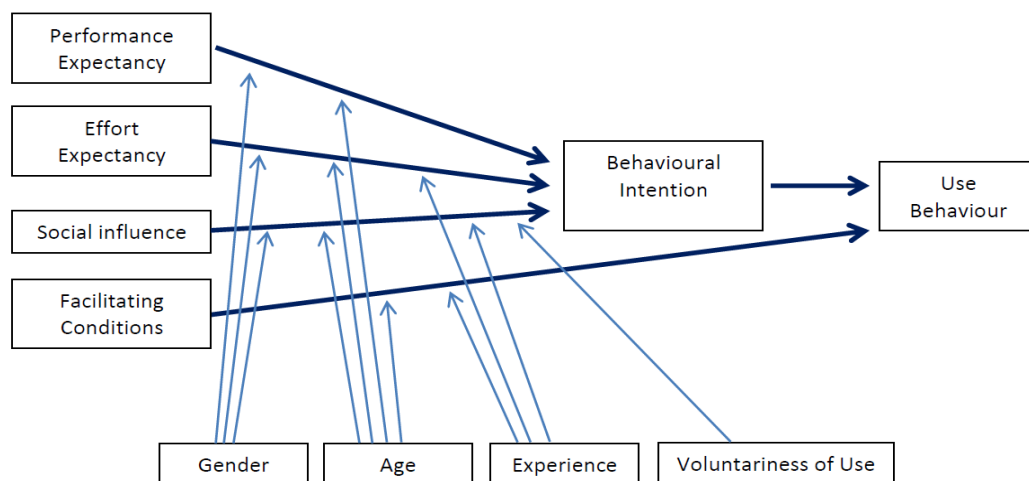 Performance
Expectancy
Effort
Expectancy
Social influence
Facilitating
Conditions
Behavioural
Intention
Use
Behaviour
Gender
Age
Experience
Voluntariness of Use